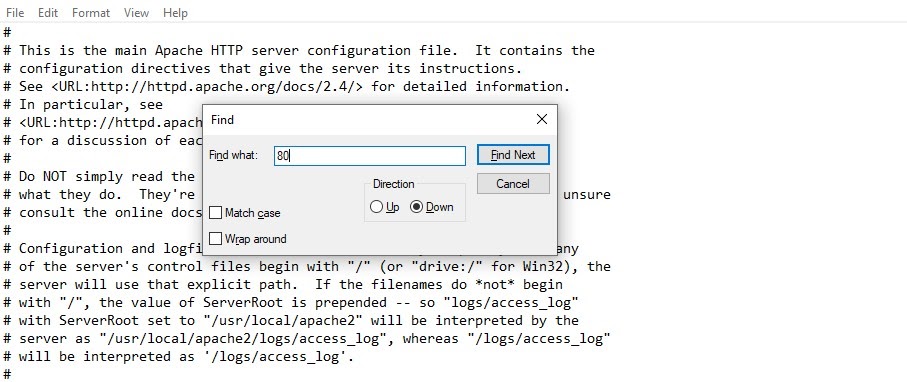 File Edit Format View Help
#
# This is the main Apache HTTP server configuration file.  It contains the
# configuration directives that give the server its instructions.
# See <URL:http://httpd.apache.org/docs/2.4/> for detailed information.
# In particular, see
# <URL:http://httpd.apach
# for a discussion of eac
#
# Do NOT simply read the
# what they do.  They're unsure
# consult the online docs
#
# Configuration and logfi any
# of the server's control files begin with "/" (or "drive:/" for Win32), the
# server will use that explicit path.  If the filenames do *not* begin
# with "/", the value of ServerRoot is prepended -- so "logs/access_log"
# with ServerRoot set to "/usr/local/apache2" will be interpreted by the
# server as "/usr/local/apache2/logs/access_log", whereas "/logs/access_log"
# will be interpreted as '/logs/access_log'.
#
Find
Find what: 80 Find Next
Cancel
Direction
Up Down
Match case
Wrap around